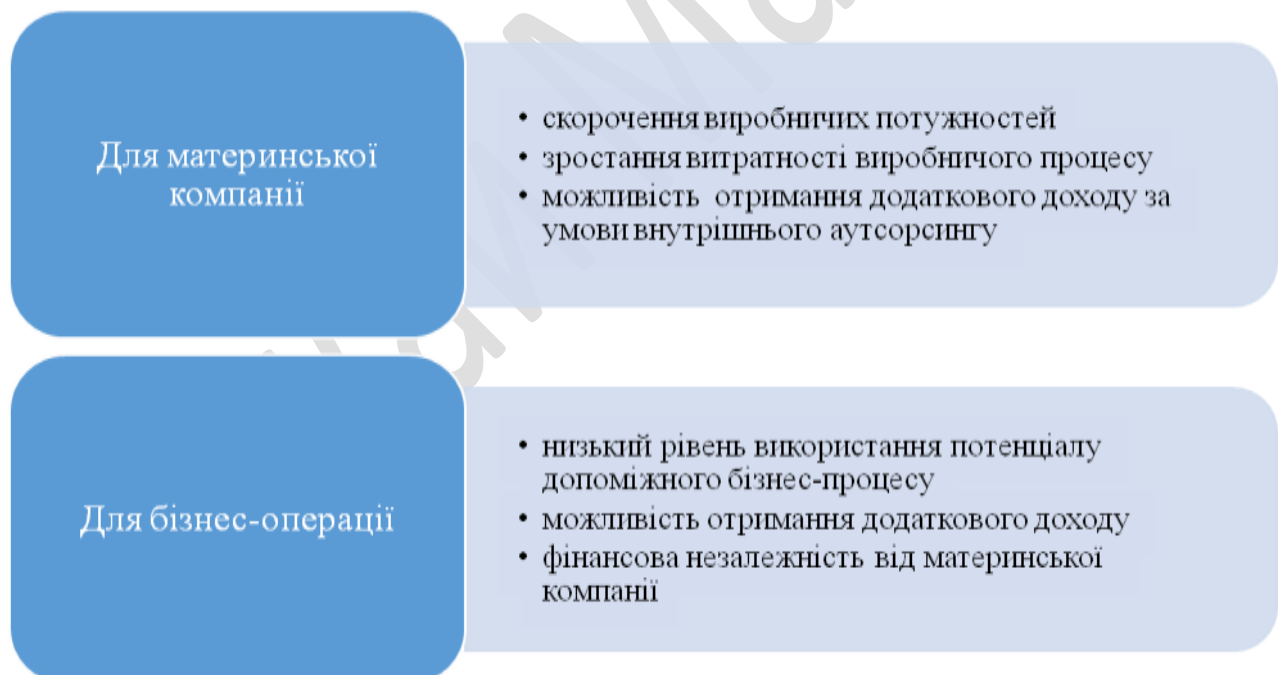 Для материнської
компанії
• скорочення виробничих потужностей
• зростання витратності виробничого процесу
• можливість отримання додаткового доходу за
умови внутрішнього аутсорсингу
Для бізнес-операції
• низький рівень використання потенціалу
допоміжного бізнес-процесу
• можливість отримання додаткового доходу
• фінансова незалежність від материнської
компанії